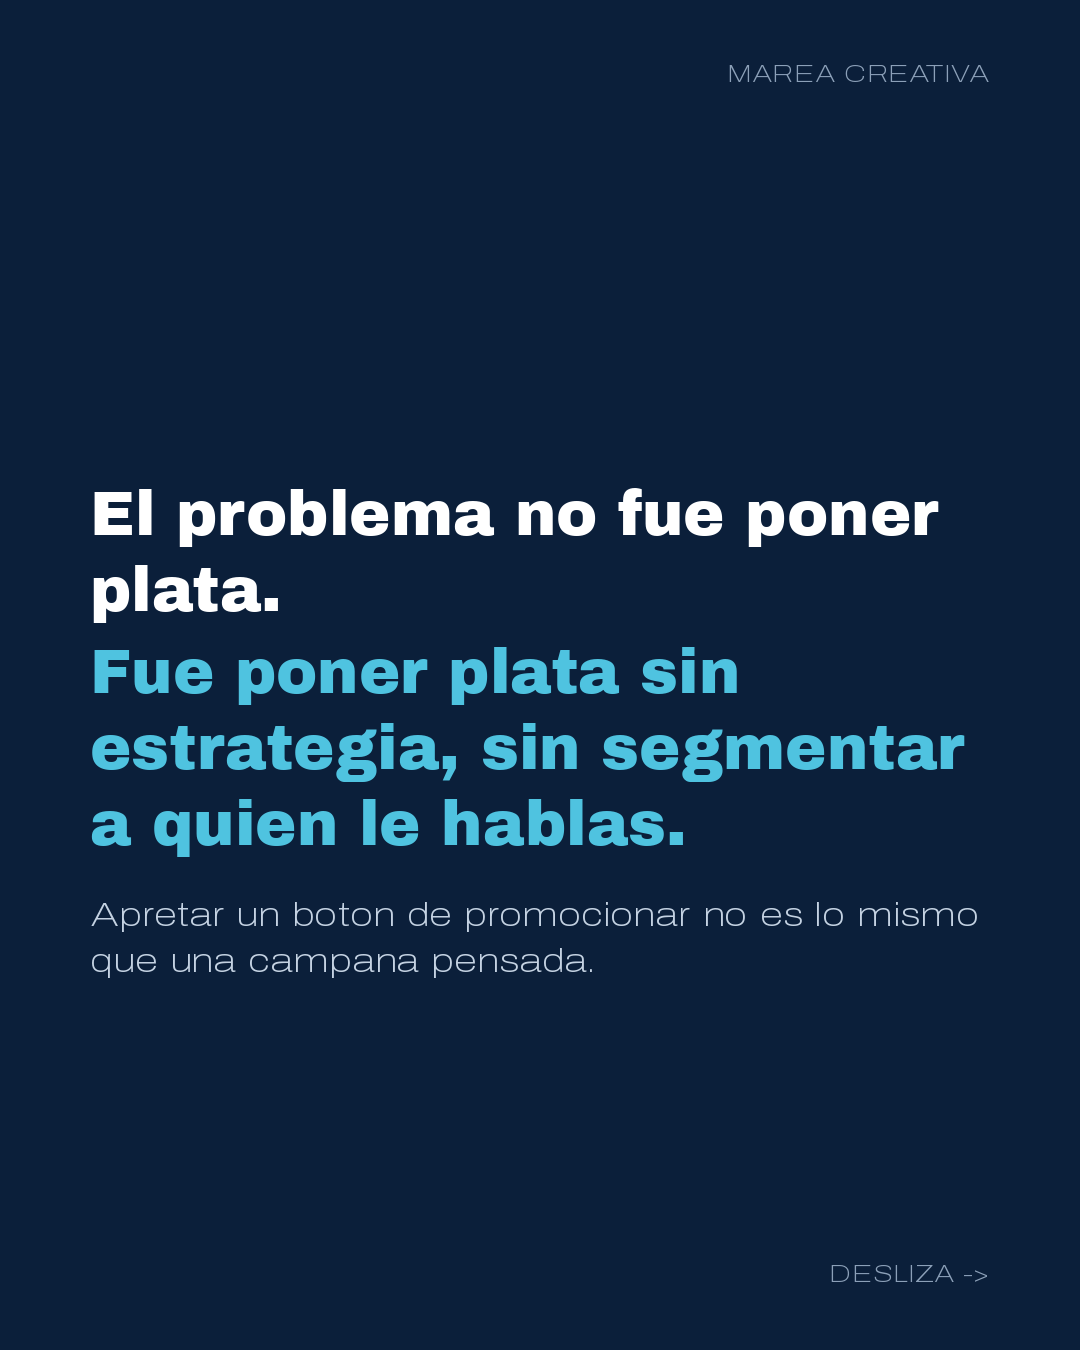 MAREA CREATIVA
El problema no fue poner
plata.
Fue poner plata sin
estrategia, sin segmentar
a quien le hablas.
Apretar un boton de promocionar no es lo mismo
que una campana pensada.
DESLIZA ->